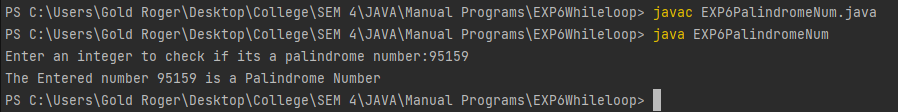 PS C:\Users\Gold Roger\Desktop\College\SEM 4\JAVA\Manual Programs\EXP6Whileloop> javac EXP6PalindromeNum.java
PS C:\Users\Gold Roger\Desktop\College\SEM 4\JAVA\Manual Programs\EXP6Whileloop> java EXP6PalindromeNum
Enter an integer to check if its a palindrome number:95159
The Entered number 95159 is a Palindrome Number
PS C:\Users\Gold Roger\Desktop\College\SEM 4\JAVA\Manual Programs\EXP6Whileloop>